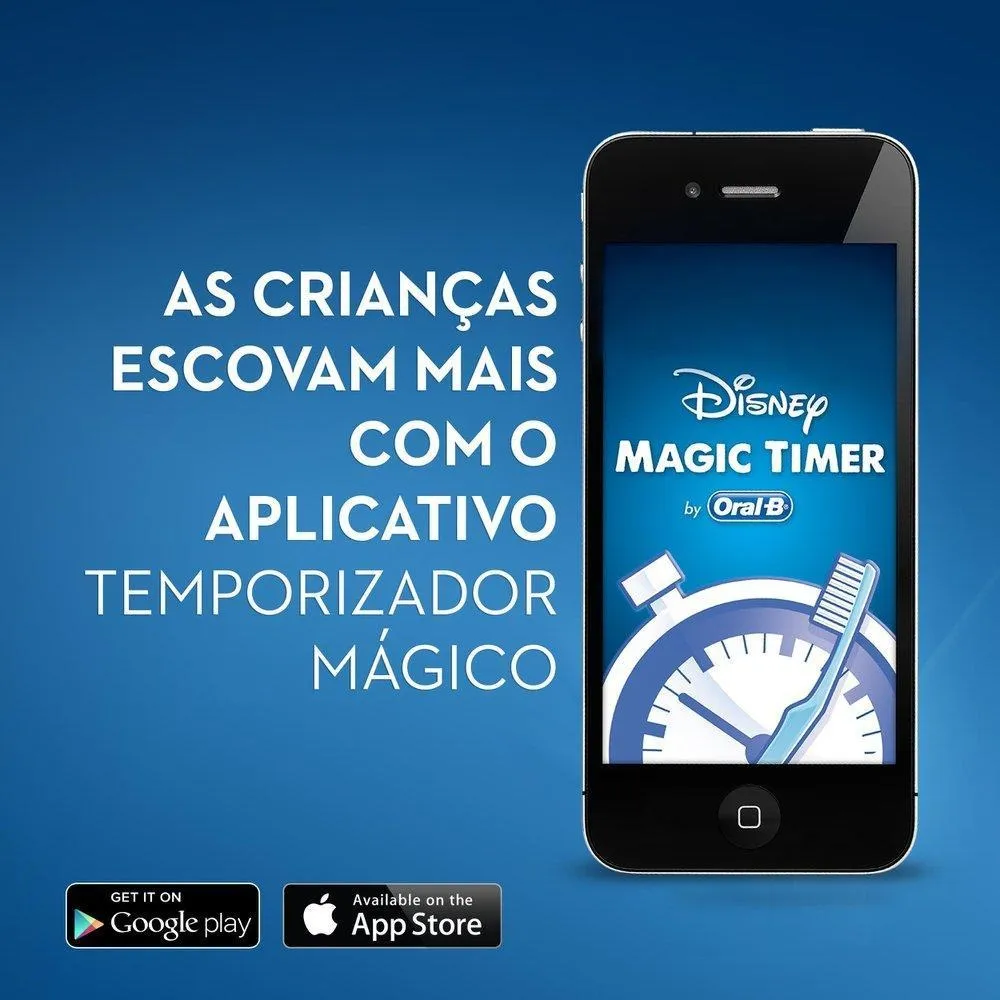 AS CRIANÇAS
ESCOVAM MAIS
COM O
APLICATIVO
TEMPORIZADOR
MÁGICO
Disney
MAGIC TIMER
by Oral-B
GET IT ON
Google play
Available on the
App Store